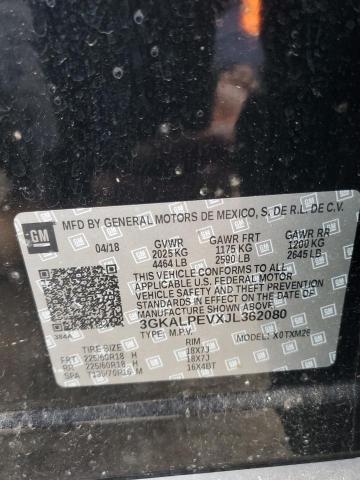 GM
MFD BY GENERAL MOTORS DE MEXICO, S. DE R.L. DE C.V.
04/18 GVWR GAWR FRT GAWR RR
2025 KG 1175 KG 1200 KG
4464 LB 2590 LB 2645 LB
THIS VEHICLE CONFORMS TO ALL
APPLICABLE U.S. FEDERAL MOTOR
VEHICLE SAFETY AND THEFT
PREVENTION STANDARDS IN EFFECT
ON THE DATE OF MANUFACTURE
SHOWN ABOVE.
384A
3GKALPEVXJL362080
TYPE: M.P.V. MODEL: X0TXM26
TIRE SIZE RIM
FRT 225/60R18 H 18X7J
RR 225/60R18 H 18X7J
SPA T135/70R16 M 16X4BT